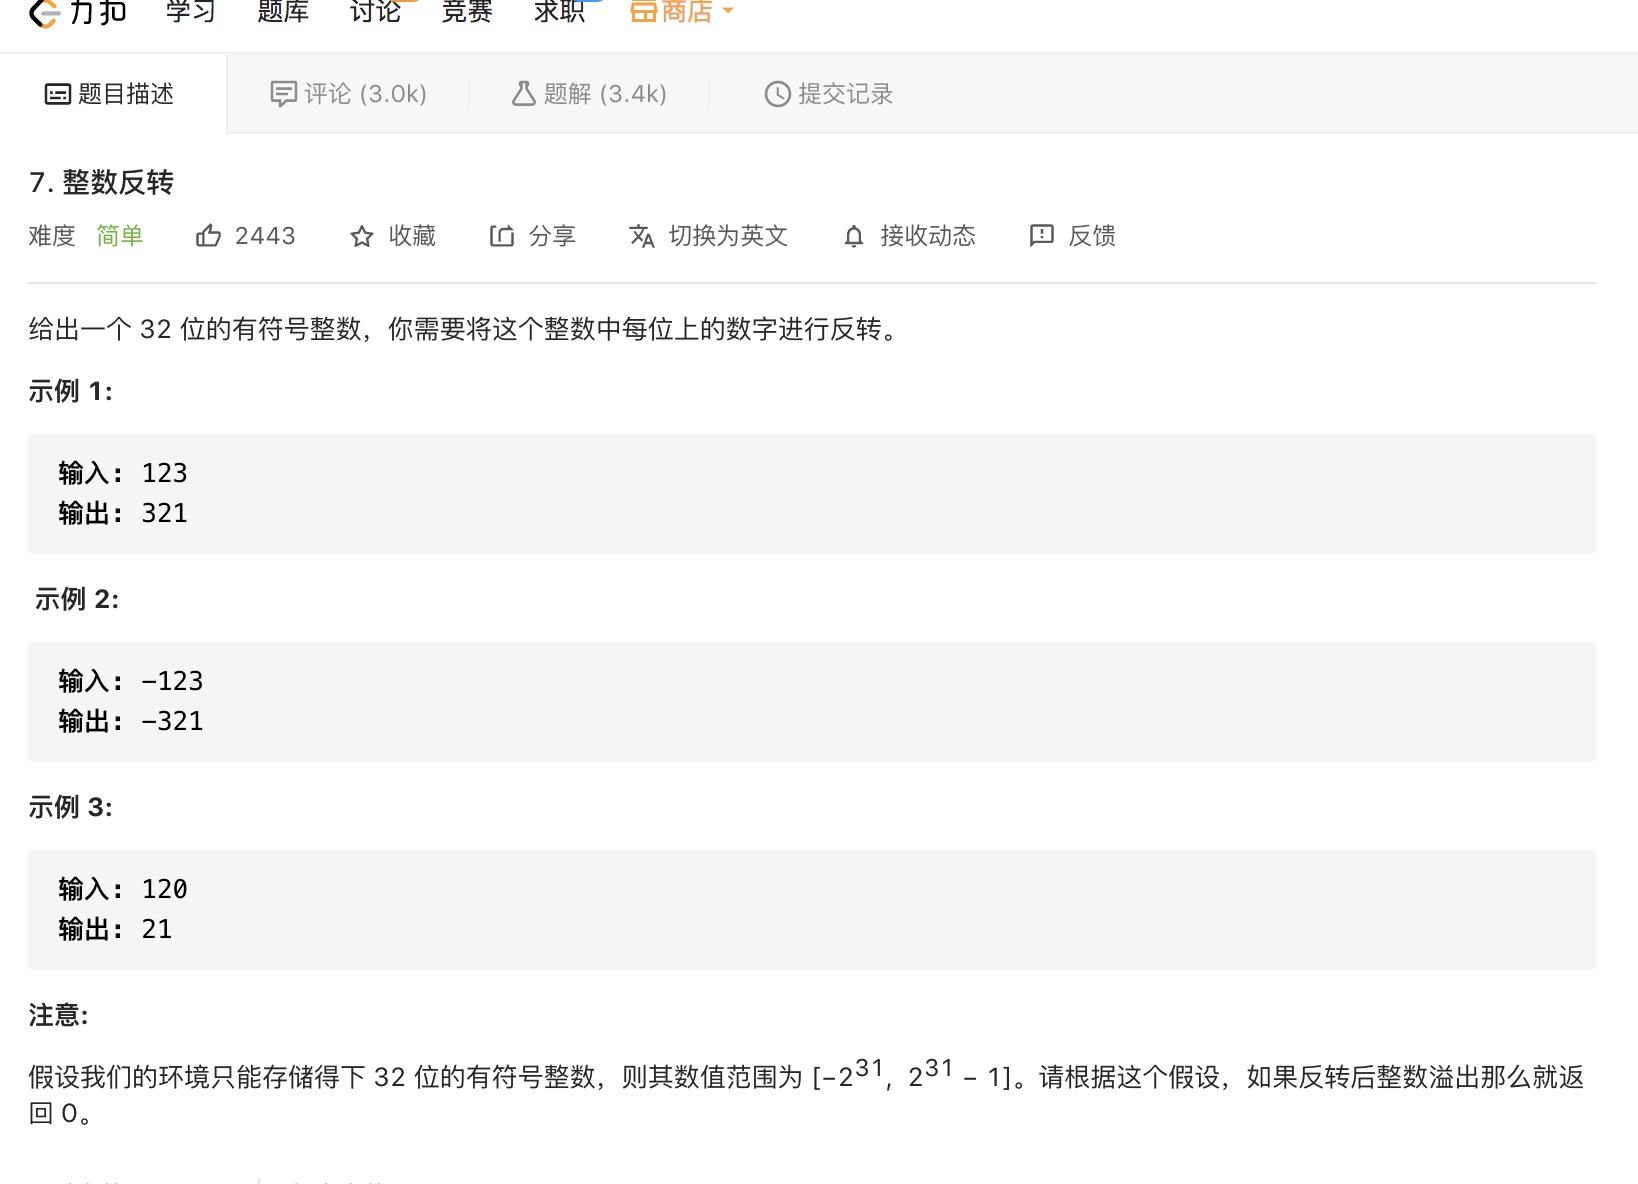 力扣 学习 题库 讨论 竞赛 求职 商店
题目描述 评论 (3.0k) 题解 (3.4k) 提交记录
7. 整数反转
难度 简单 2443 收藏 分享 切换为英文 接收动态 反馈
给出一个 32 位的有符号整数，你需要将这个整数中每位上的数字进行反转。
示例 1:
输入: 123
输出: 321
示例 2:
输入: -123
输出: -321
示例 3:
输入: 120
输出: 21
注意:
假设我们的环境只能存储得下 32 位的有符号整数，则其数值范围为 [−2³¹, 2³¹ − 1]。请根据这个假设，如果反转后整数溢出那么就返
回 0。